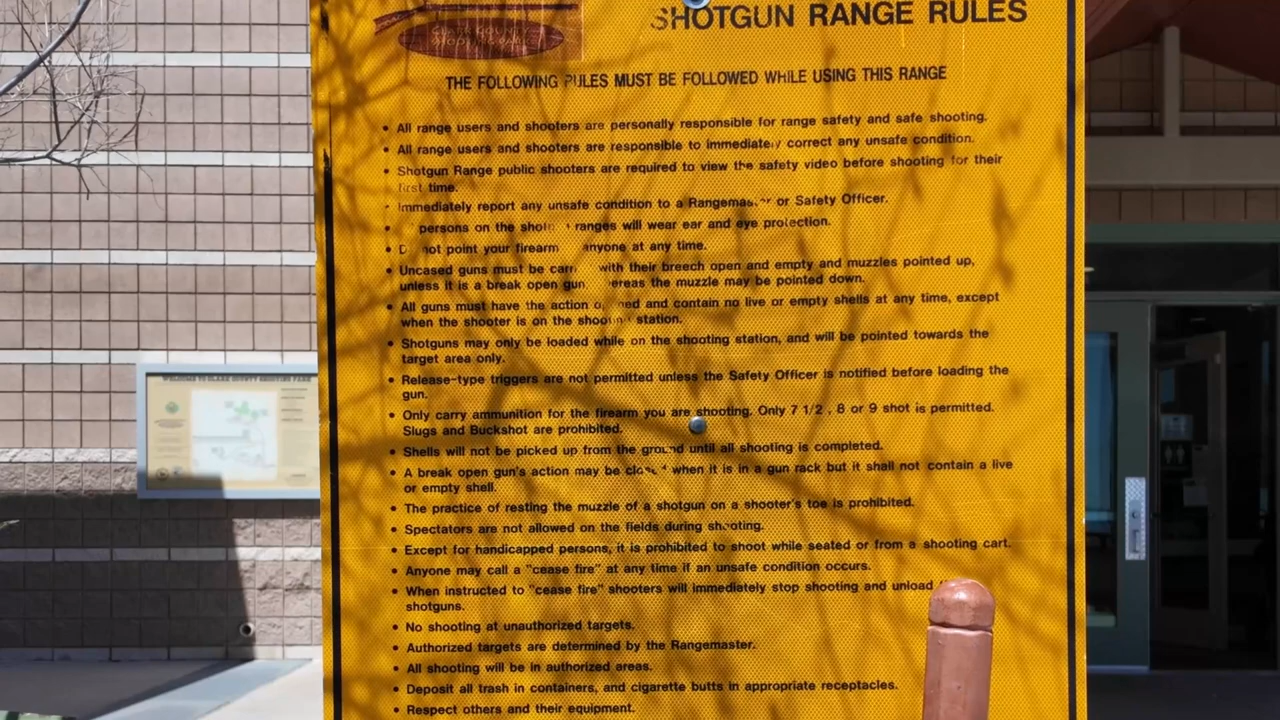 SHOTGUN RANGE RULES
THE FOLLOWING RULES MUST BE FOLLOWED WHILE USING THIS RANGE
• All range users and shooters are personally responsible for range safety and safe shooting.
• All range users and shooters are responsible to immediately correct any unsafe condition.
• Shotgun Range public shooters are required to view the safety video before shooting for their
first time.
• Immediately report any unsafe condition to a Rangemaster or Safety Officer.
• persons on the ranges will wear ear and eye protection.
• not point your firearm anyone at any time.
• Uncased guns must be with their breech open and empty and muzzles pointed up,
unless it is a break open gun the muzzle may be pointed down.
• All guns must have the action and contain no live or empty shells at any time, except
when the shooter is on the shooting station.
• Shotguns may only be loaded while on the shooting station, and will be pointed towards the
target area only.
• Release-type triggers are not permitted unless the Safety Officer is notified before loading the
gun.
• Only carry ammunition for the firearm you are shooting. Only 7 1/2 , 8 or 9 shot is permitted.
Slugs and Buckshot are prohibited.
• Shells will not be picked up from the ground until all shooting is completed.
• A break open gun's action may be closed when it is in a gun rack but it shall not contain a live
or empty shell.
• The practice of resting the muzzle of a shotgun on a shooter's toe is prohibited.
• Spectators are not allowed on the fields during shooting.
• Except for handicapped persons, it is prohibited to shoot while seated or from a shooting cart.
• Anyone may call a "cease fire" at any time if an unsafe condition occurs.
• When instructed to "cease fire" shooters will immediately stop shooting and unload
shotguns.
• No shooting at unauthorized targets.
• Authorized targets are determined by the Rangemaster.
• All shooting will be in authorized areas.
• Deposit all trash in containers, and cigarette butts in appropriate receptacles.
• Respect others and their equipment.
WELCOME TO CLARK COUNTY SHOOTING PARK